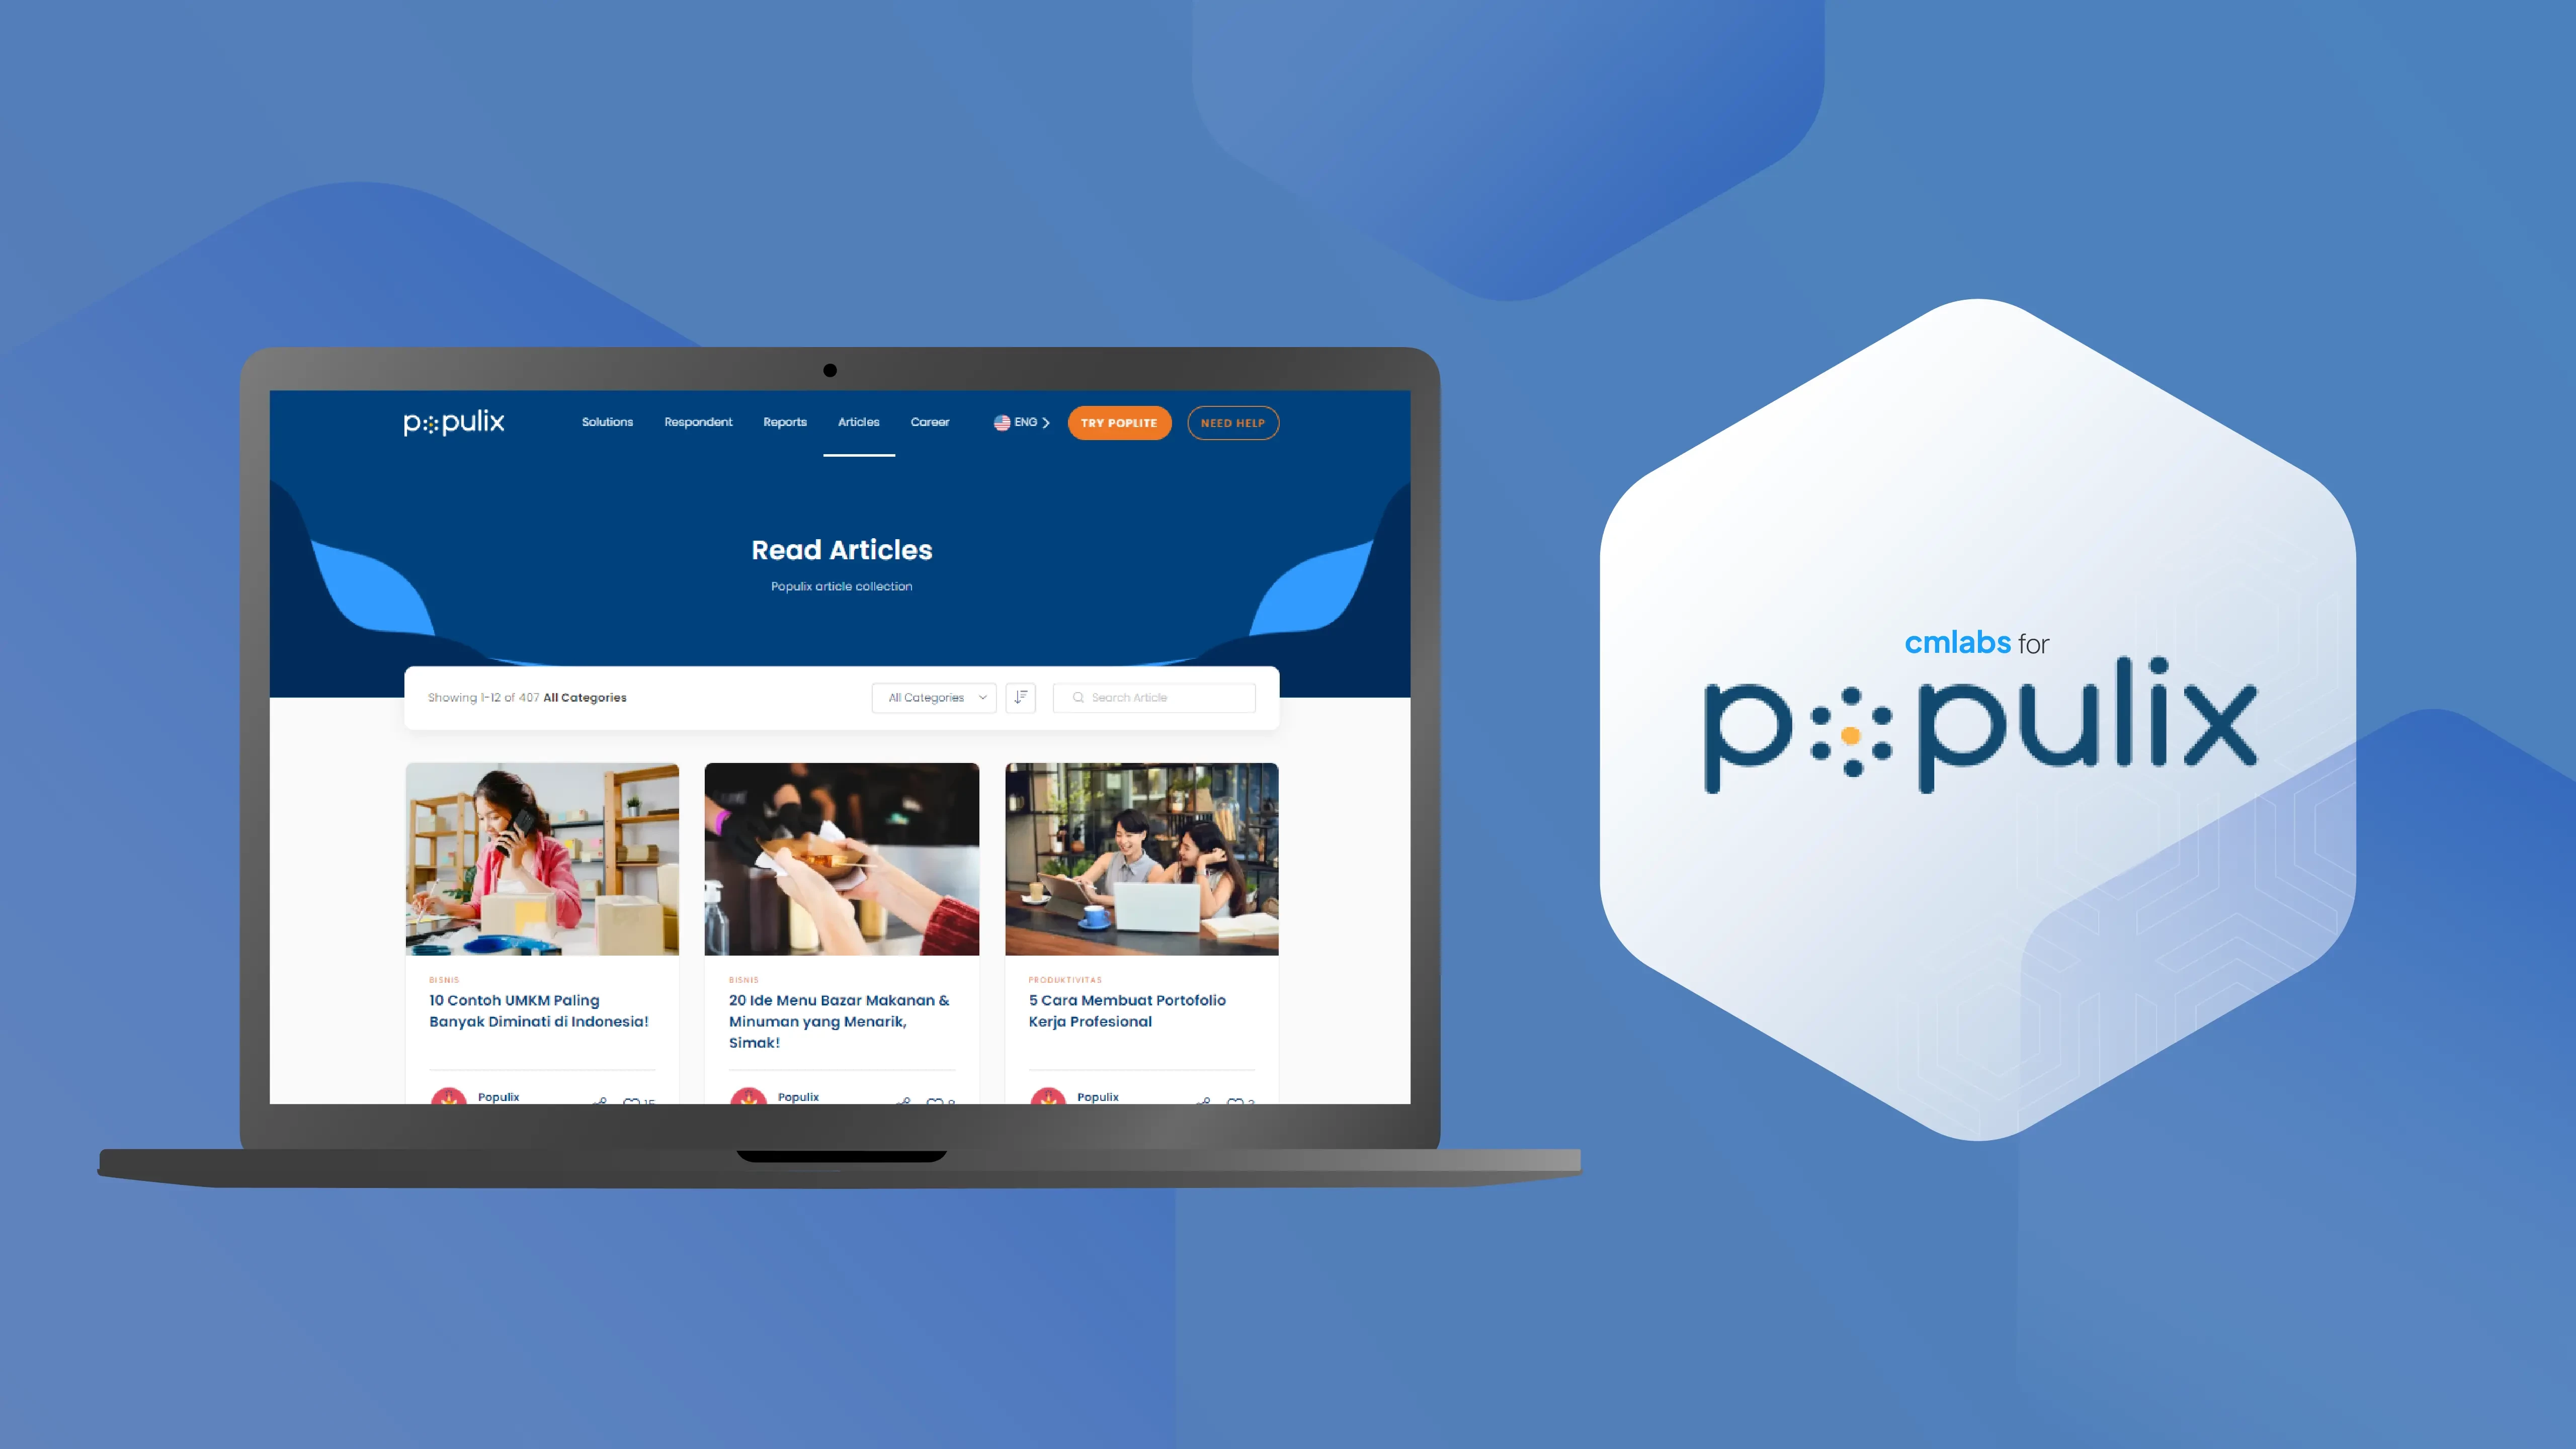 populix
Solutions
Respondent
Reports
Articles
Career
ENG
TRY POPLITE
NEED HELP
Read Articles
Populix article collection
Showing 1-12 of 407 All Categories
All Categories
Search Article
BISNIS
10 Contoh UMKM Paling
Banyak Diminati di Indonesia!
Populix
15
BISNIS
20 Ide Menu Bazar Makanan &
Minuman yang Menarik,
Simak!
Populix
PRODUKTIVITAS
5 Cara Membuat Portofolio
Kerja Profesional
Populix
cmlabs for
populix